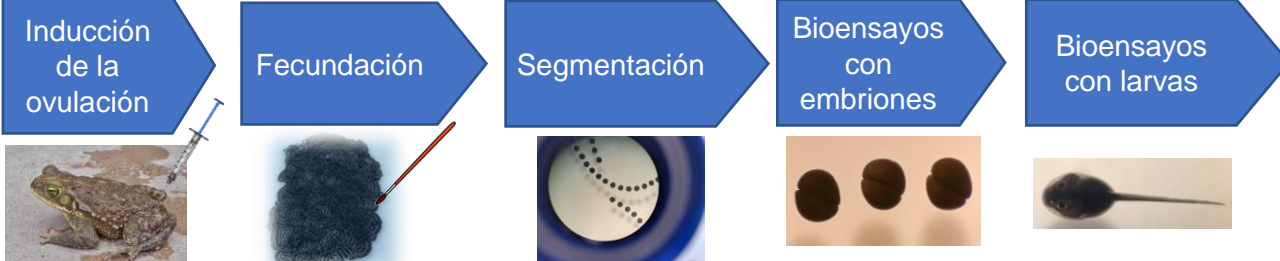 Inducción
de la
ovulación
Fecundación
Segmentación
Bioensayos
con
embriones
Bioensayos
con larvas